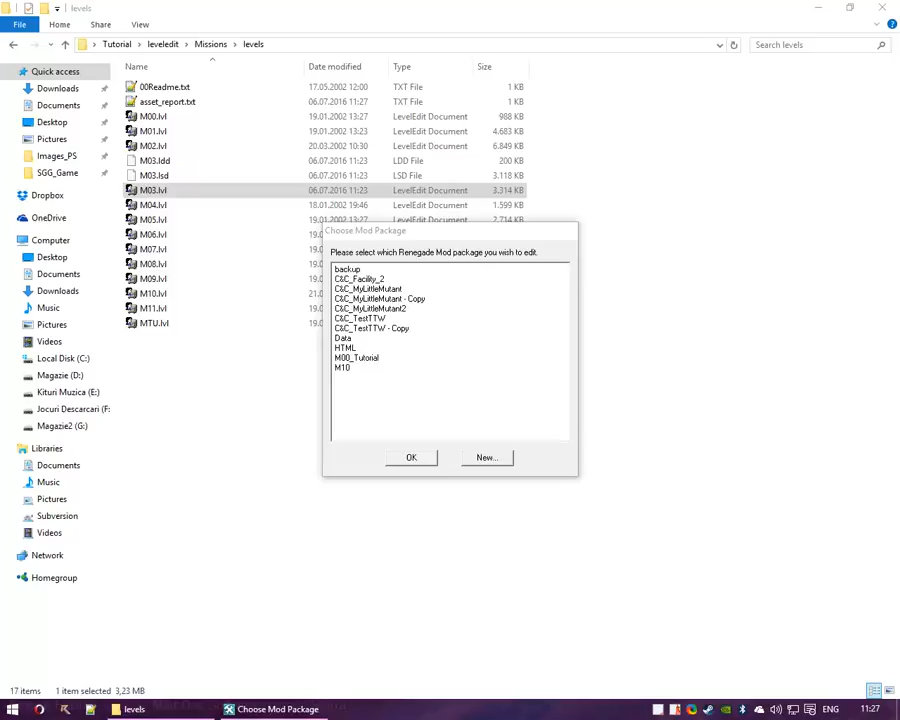 levels
File Home Share View
Tutorial leveledit Missions levels Search levels
Name Date modified Type Size
Quick access
Downloads
Documents
Desktop
Pictures
Images_PS
SGG_Game
Dropbox
OneDrive
Computer
Desktop
Documents
Downloads
Music
Pictures
Videos
Local Disk (C:)
Magazie (D:)
Kituri Muzica (E:)
Jocuri Descarcari (F:
Magazie2 (G:)
Libraries
Documents
Music
Pictures
Subversion
Videos
Network
Homegroup
00Readme.txt 17.05.2002 12:00 TXT File 1 KB
asset_report.txt 06.07.2016 11:27 TXT File 1 KB
M00.lvl 19.01.2002 13:27 LevelEdit Document 988 KB
M01.lvl 19.01.2002 13:27 LevelEdit Document 4.683 KB
M02.lvl 20.03.2002 10:30 LevelEdit Document 6.849 KB
M03.ldd 06.07.2016 11:23 LDD File 200 KB
M03.lsd 06.07.2016 11:23 LSD File 3.118 KB
M03.lvl 06.07.2016 11:23 LevelEdit Document 3.314 KB
M04.lvl 18.01.2002 19:46 LevelEdit Document 1.599 KB
M05.lvl 19.01.2002 13:27 LevelEdit Document 2.714 KB
M06.lvl 19.0
M07.lvl 19.0
M08.lvl 19.0
M09.lvl 19.0
M10.lvl 21.0
M11.lvl 19.0
MTU.lvl 19.0
Choose Mod Package
Please select which Renegade Mod package you wish to edit.
backup
C&C_Facility_2
C&C_MyLittleMutant
C&C_MyLittleMutant - Copy
C&C_MyLittleMutant2
C&C_TestTTW
C&C_TestTTW - Copy
Data
HTML
M00_Tutorial
M10
OK New...
17 items 1 item selected 3,23 MB
levels Choose Mod Package ENG 11:27